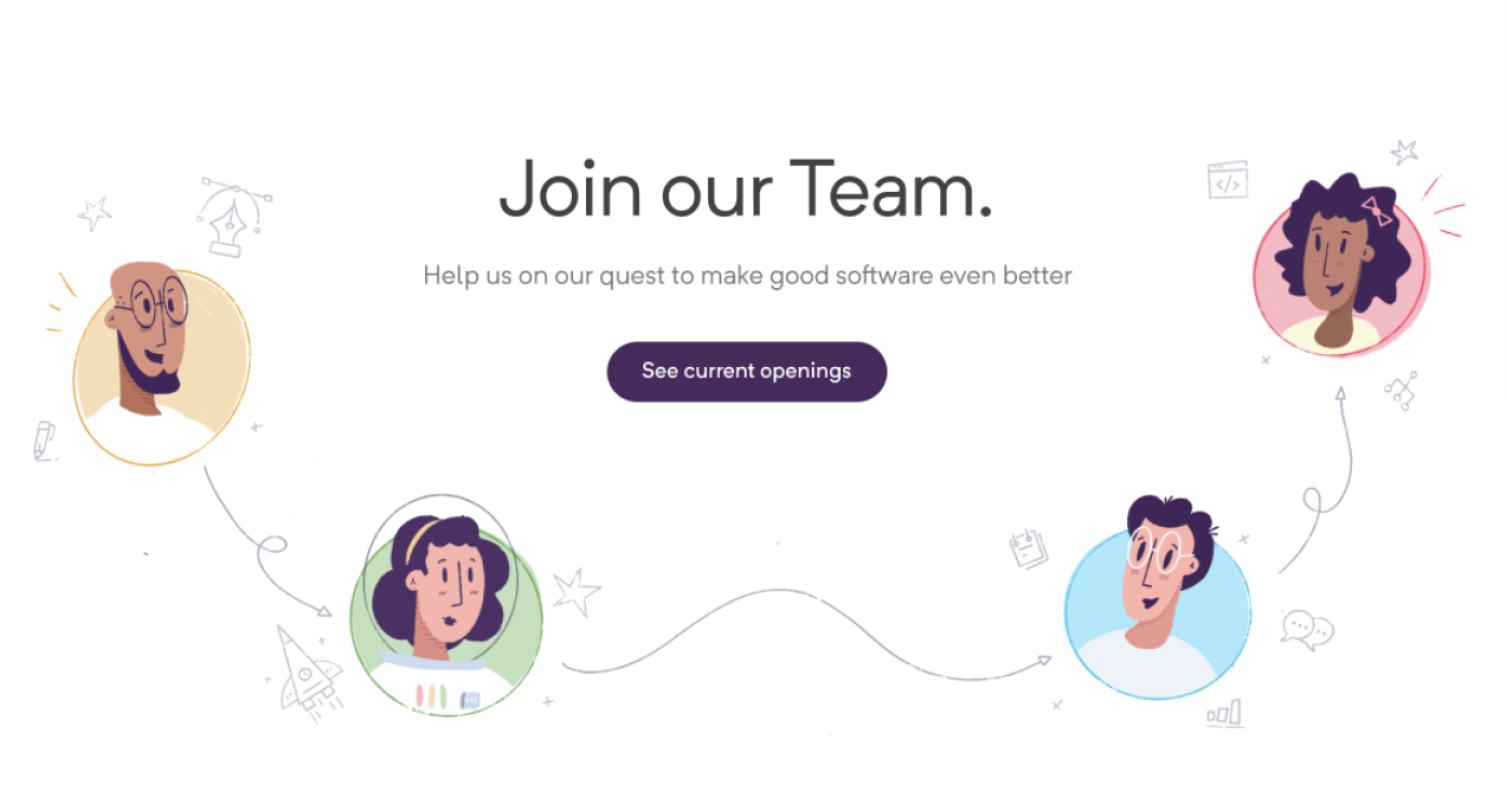 Join our Team.
Help us on our quest to make good software even better
See current openings
</>